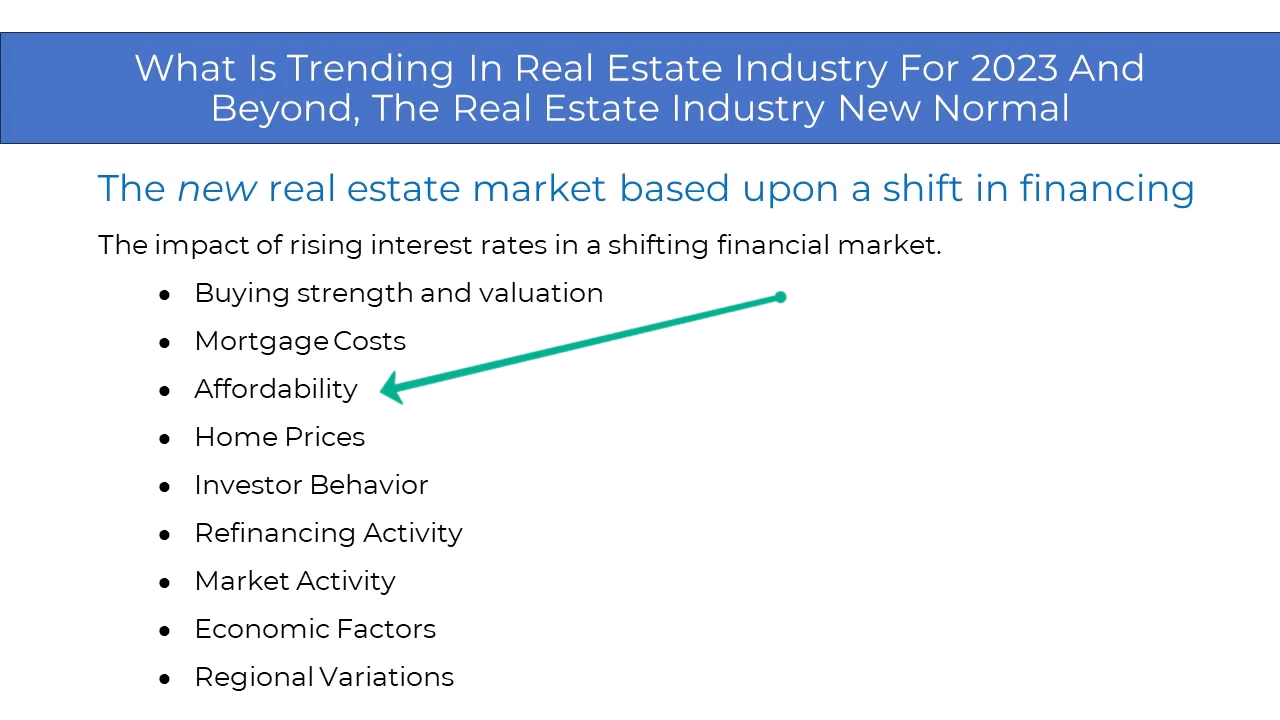 What Is Trending In Real Estate Industry For 2023 And
Beyond, The Real Estate Industry New Normal
The new real estate market based upon a shift in financing
The impact of rising interest rates in a shifting financial market.
● Buying strength and valuation
● Mortgage Costs
● Affordability
● Home Prices
● Investor Behavior
● Refinancing Activity
● Market Activity
● Economic Factors
● Regional Variations